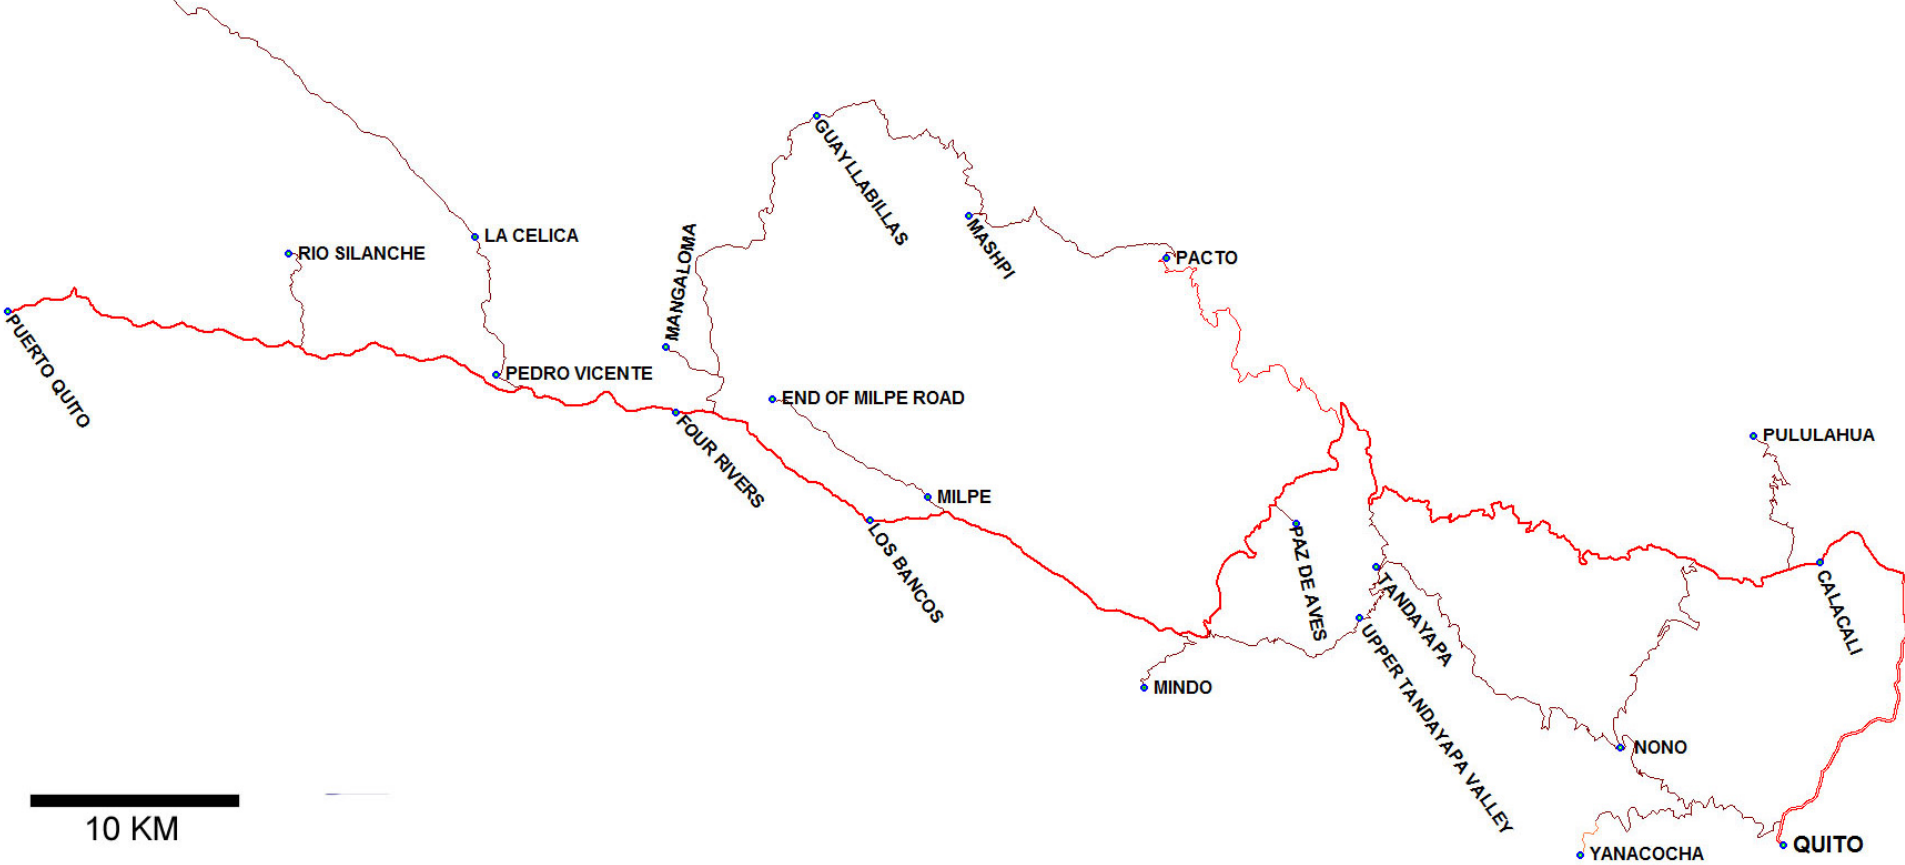 GUAYLLABILLAS
MASHPI
LA CELICA
RIO SILANCHE
MANGALOMA
PACTO
PUERTO QUITO
PEDRO VICENTE
END OF MILPE ROAD
FOUR RIVERS
PULULAHUA
MILPE
LOS BANCOS
PAZ DE AVES
TANDAYAPA
CALACALI
UPPER TANDAYAPA VALLEY
MINDO
NONO
10 KM
QUITO
YANACOCHA